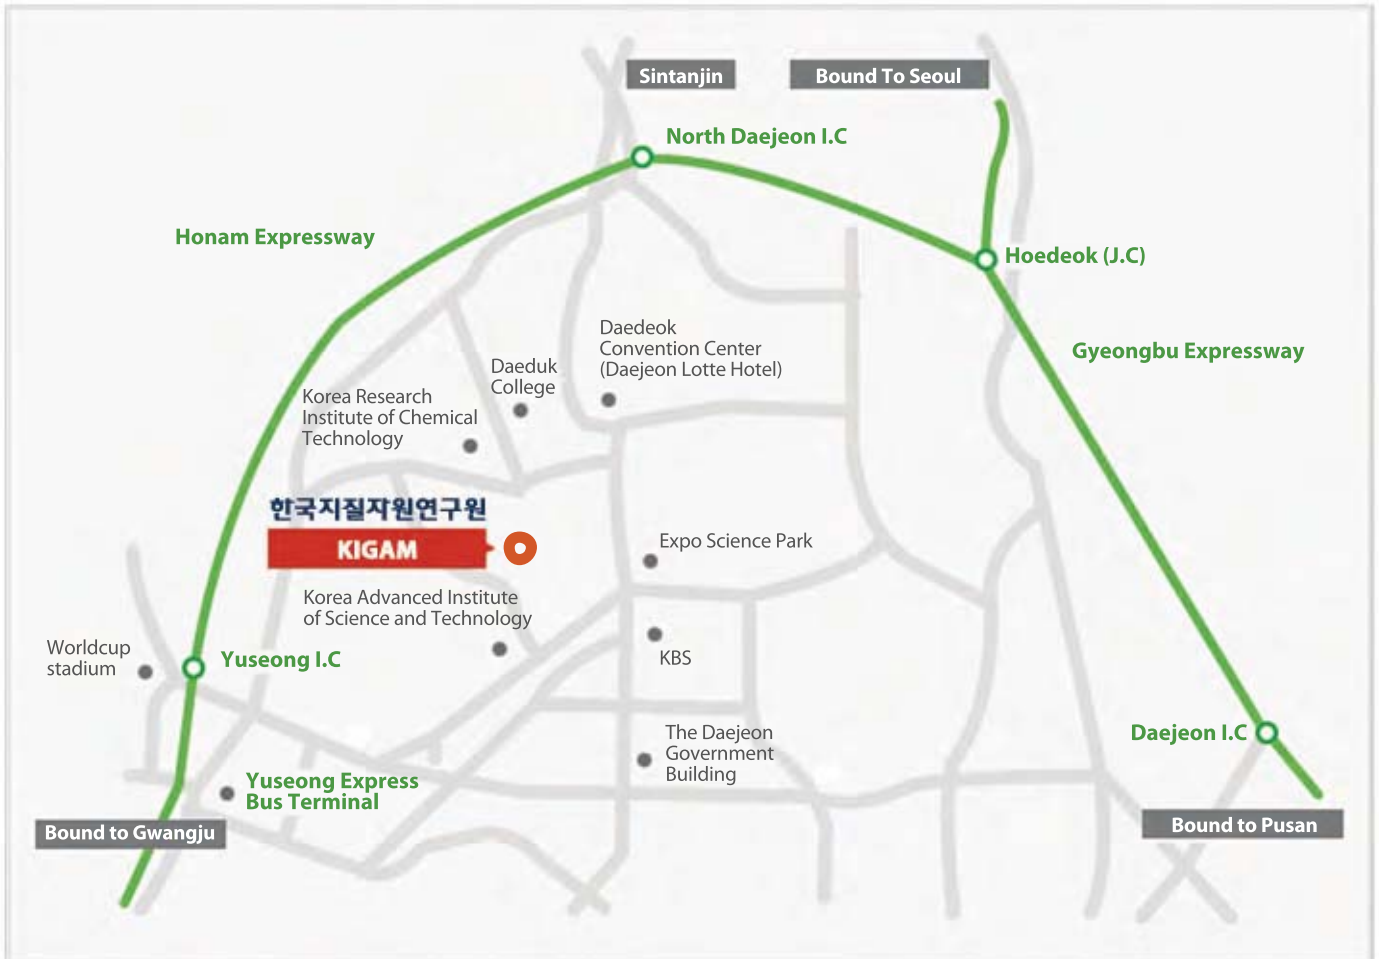 Sintanjin
Bound To Seoul
North Daejeon I.C
Honam Expressway
Hoedeok (J.C)
Gyeongbu Expressway
Daedeok
Convention Center
(Daejeon Lotte Hotel)
Daeduk
College
Korea Research
Institute of Chemical
Technology
한국지질자원연구원
KIGAM
Expo Science Park
Korea Advanced Institute
of Science and Technology
Worldcup
stadium
Yuseong I.C
KBS
The Daejeon
Government
Building
Daejeon I.C
Yuseong Express
Bus Terminal
Bound to Gwangju
Bound to Pusan